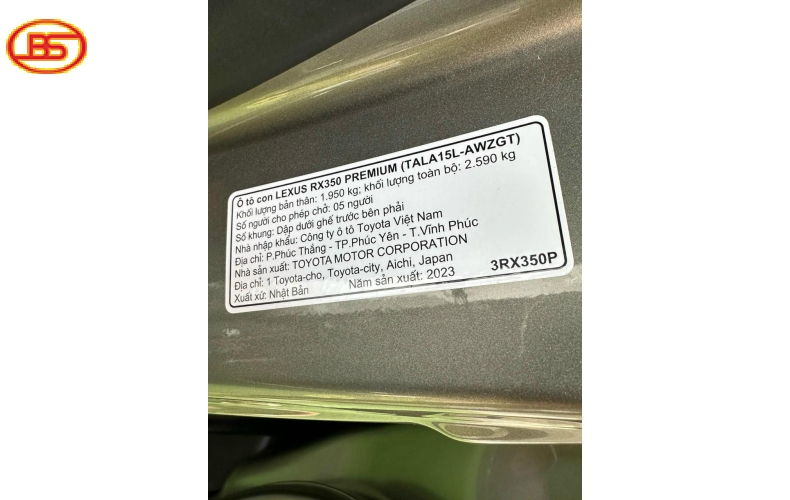 BS
Ô tô con LEXUS RX350 PREMIUM (TALA15L-AWZGT)
Khối lượng bản thân: 1.950 kg; khối lượng toàn bộ: 2.590 kg
Số người cho phép chở: 05 người
Số khung: Dập dưới ghế trước bên phải
Nhà nhập khẩu: Công ty ô tô Toyota Việt Nam
Địa chỉ: P.Phúc Thắng - TP.Phúc Yên - T.Vĩnh Phúc
Nhà sản xuất: TOYOTA MOTOR CORPORATION
Địa chỉ: 1 Toyota-cho, Toyota-city, Aichi, Japan 3RX350P
Xuất xứ: Nhật Bản Năm sản xuất: 2023